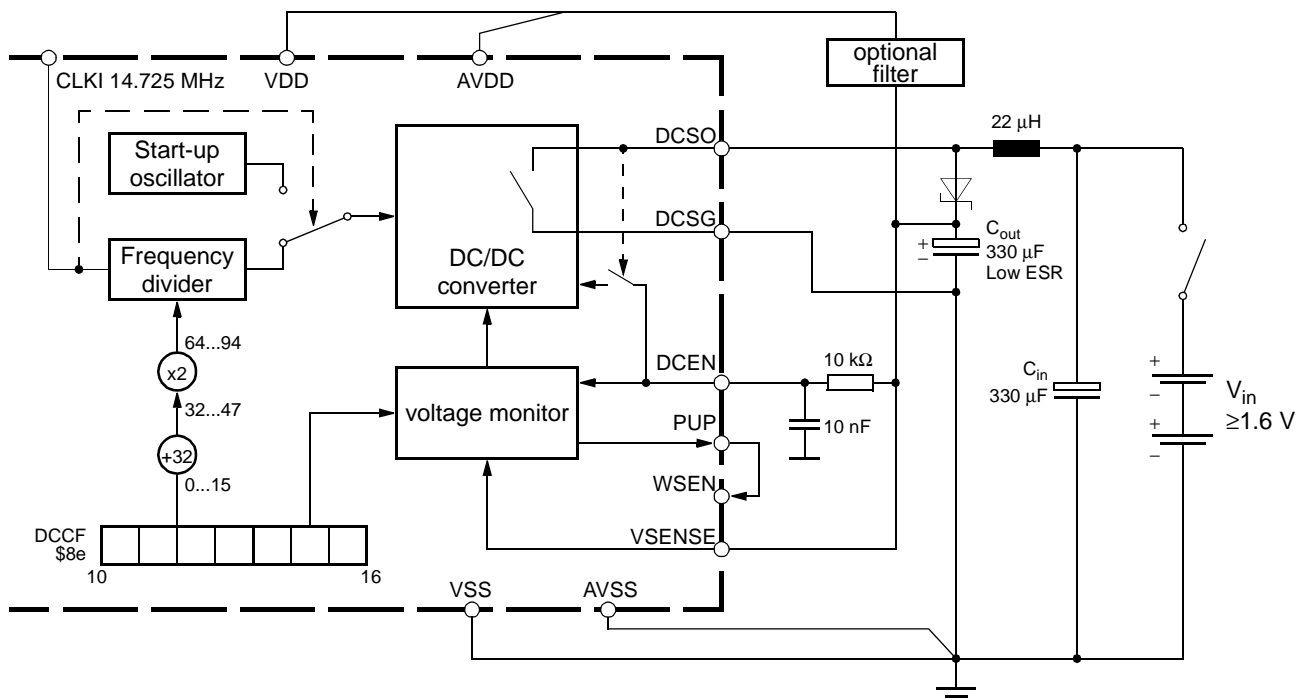 CLKI 14.725 MHz
VDD
AVDD
optional
filter
Start-up
oscillator
DCSO
22 µH
DCSG
Frequency
divider
DC/DC
converter
+
−
Cout
330 µF
Low ESR
64...94
x2
32...47
+32
0...15
voltage monitor
DCEN
10 kΩ
10 nF
PUP
WSEN
VSENSE
Cin
330 µF
+
−
+
−
Vin
≥1.6 V
DCCF
$8e
10
16
VSS
AVSS